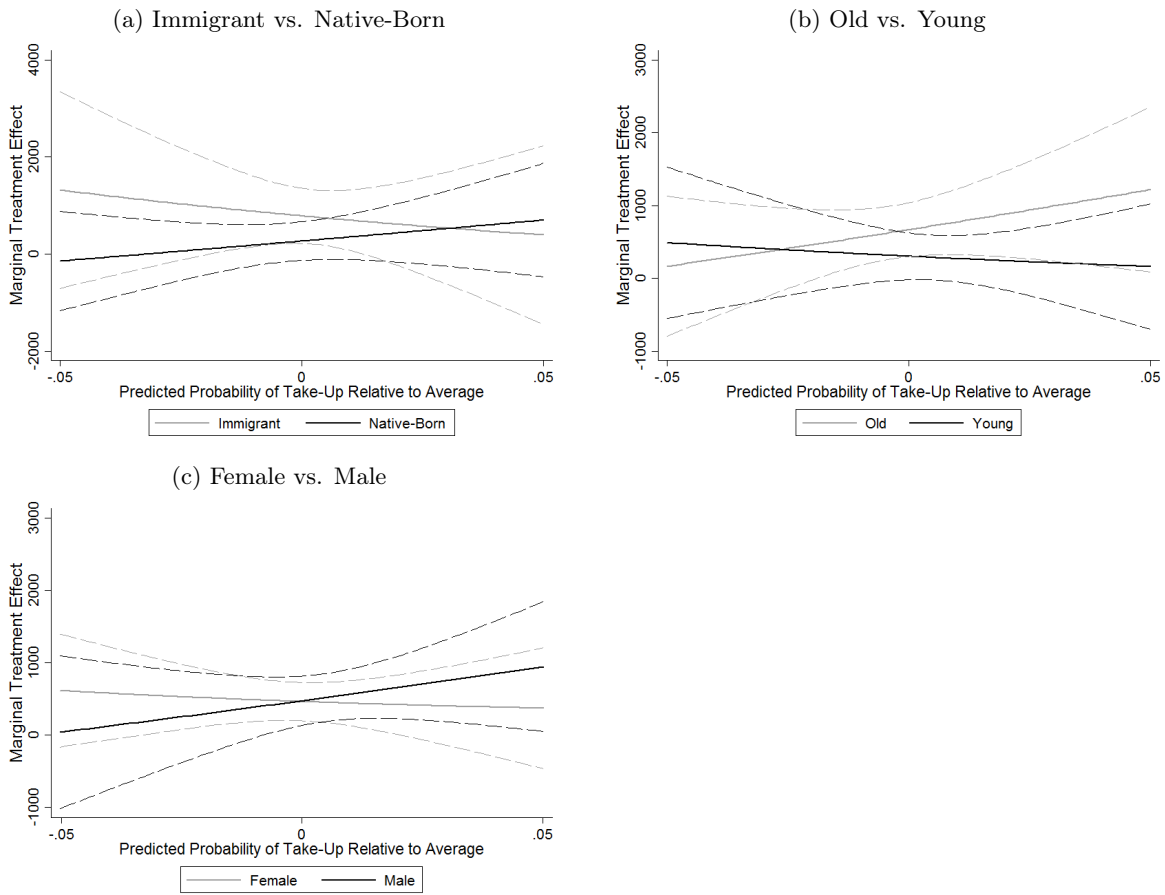 (a) Immigrant vs. Native-Born
Marginal Treatment Effect
4000
2000
0
-2000
-.05
0
.05
Predicted Probability of Take-Up Relative to Average
Immigrant
Native-Born
(b) Old vs. Young
Marginal Treatment Effect
3000
2000
1000
0
-1000
-.05
0
.05
Predicted Probability of Take-Up Relative to Average
Old
Young
(c) Female vs. Male
Marginal Treatment Effect
3000
2000
1000
0
-1000
-.05
0
.05
Predicted Probability of Take-Up Relative to Average
Female
Male